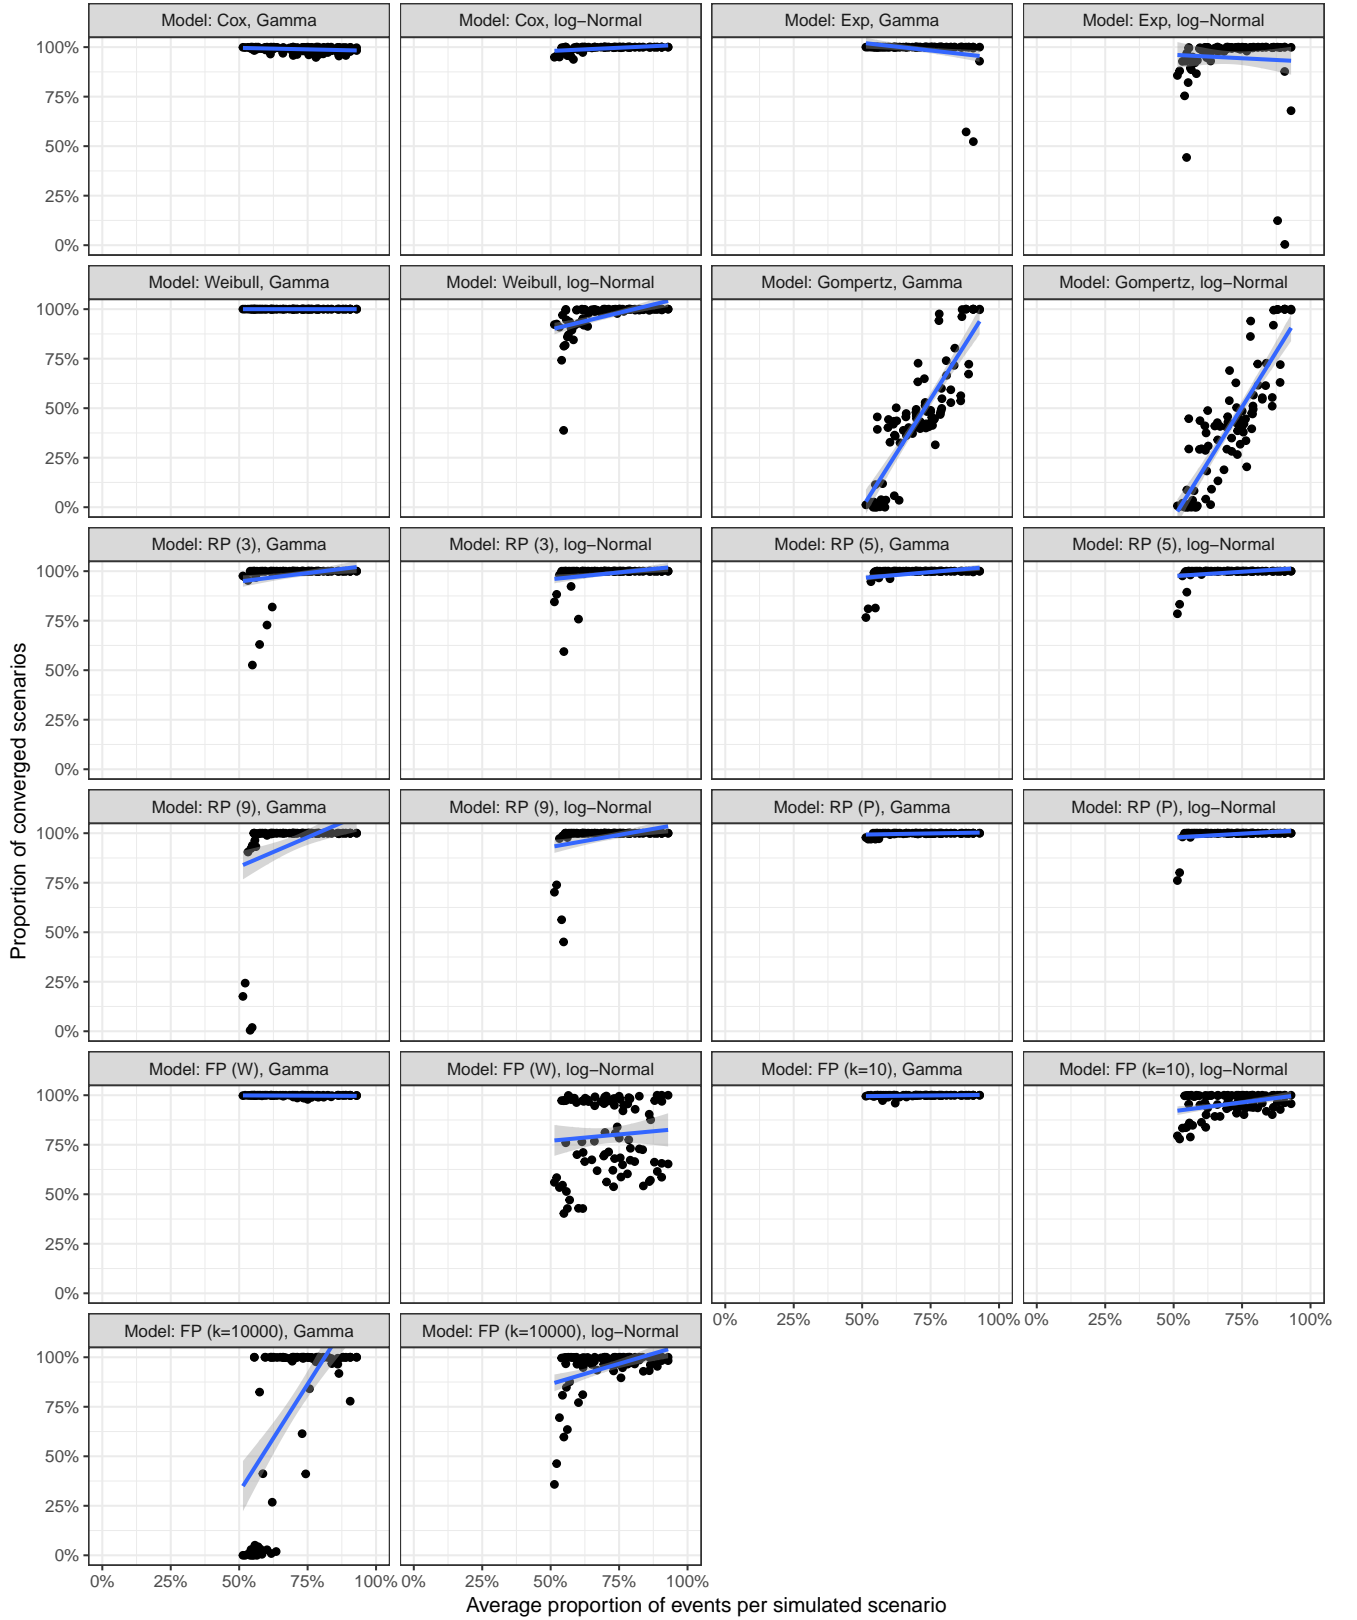 Model: Cox, Gamma
Model: Cox, log−Normal
Model: Exp, Gamma
Model: Exp, log−Normal
100%
75%
50%
25%
0%
Model: Weibull, Gamma
Model: Weibull, log−Normal
Model: Gompertz, Gamma
Model: Gompertz, log−Normal
100%
75%
50%
25%
0%
Model: RP (3), Gamma
Model: RP (3), log−Normal
Model: RP (5), Gamma
Model: RP (5), log−Normal
100%
75%
50%
25%
0%
Proportion of converged scenarios
Model: RP (9), Gamma
Model: RP (9), log−Normal
Model: RP (P), Gamma
Model: RP (P), log−Normal
100%
75%
50%
25%
0%
Model: FP (W), Gamma
Model: FP (W), log−Normal
Model: FP (k=10), Gamma
Model: FP (k=10), log−Normal
100%
75%
50%
25%
0%
0% 25% 50% 75% 100% 0% 25% 50% 75% 100%
Model: FP (k=10000), Gamma
Model: FP (k=10000), log−Normal
100%
75%
50%
25%
0%
0% 25% 50% 75% 100% 0% 25% 50% 75% 100%
Average proportion of events per simulated scenario